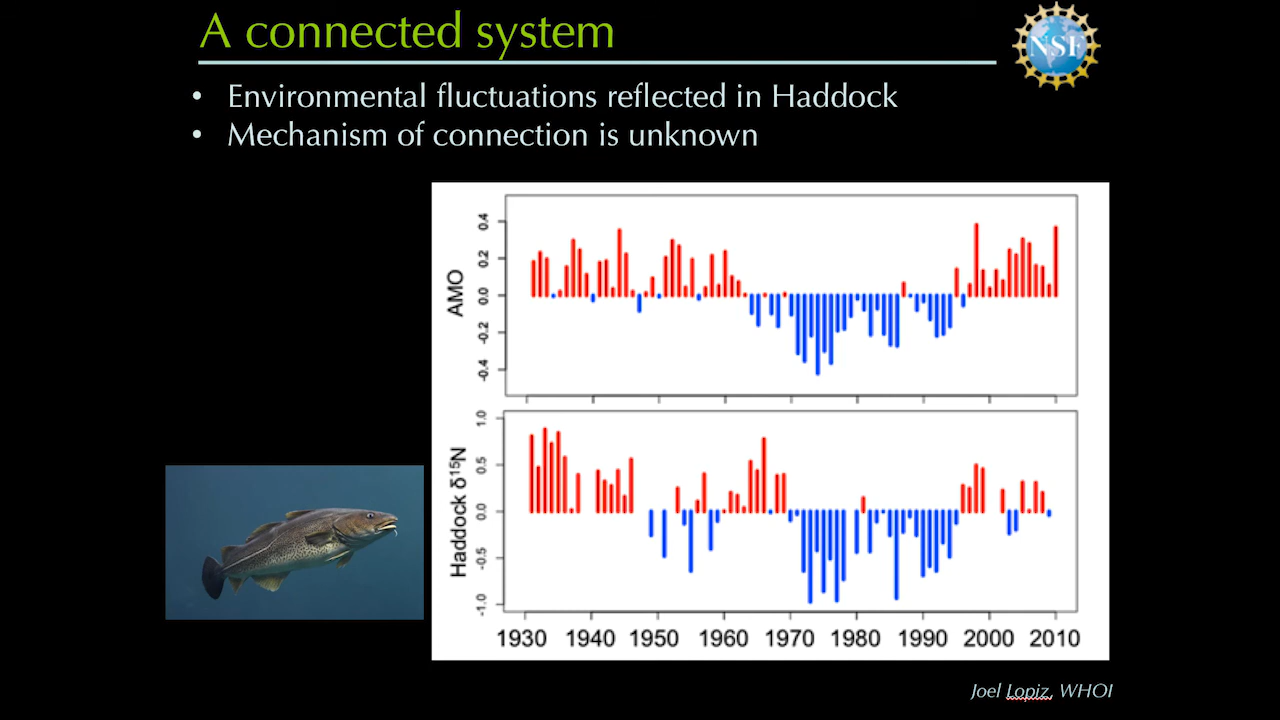 A connected system
NSF
• Environmental fluctuations reflected in Haddock
• Mechanism of connection is unknown
AMO
0.4
0.2
0.0
-0.2
-0.4
Haddock δ¹⁵N
1.0
0.5
0.0
-0.5
-1.0
1930 1940 1950 1960 1970 1980 1990 2000 2010
Joel Lopiz, WHOI